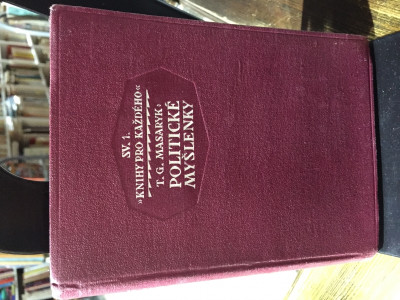 SV. 1.
»KNIHY PRO KAŽDÉHO«
T. G. MASARYK:
POLITICKÉ
MYŠLENKY